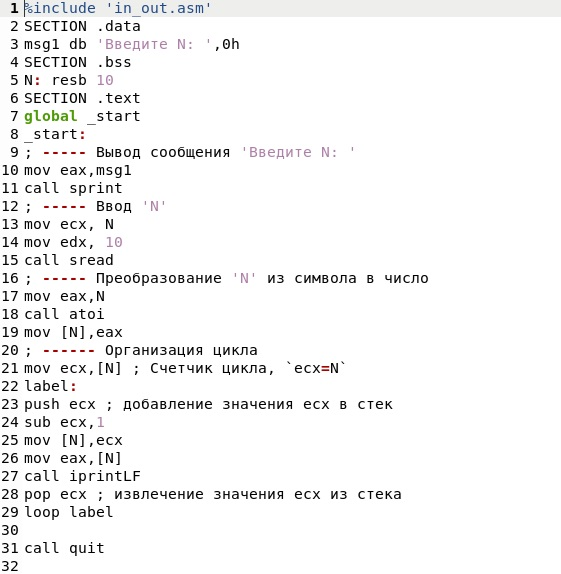 1 %include 'in_out.asm'
2 SECTION .data
3 msg1 db 'Введите N: ',0h
4 SECTION .bss
5 N: resb 10
6 SECTION .text
7 global _start
8 _start:
9 ; ----- Вывод сообщения 'Введите N: '
10 mov eax,msg1
11 call sprint
12 ; ----- Ввод 'N'
13 mov ecx, N
14 mov edx, 10
15 call sread
16 ; ----- Преобразование 'N' из символа в число
17 mov eax,N
18 call atoi
19 mov [N],eax
20 ; ------ Организация цикла
21 mov ecx,[N] ; Счетчик цикла, `ecx=N`
22 label:
23 push ecx ; добавление значения ecx в стек
24 sub ecx,1
25 mov [N],ecx
26 mov eax,[N]
27 call iprintLF
28 pop ecx ; извлечение значения ecx из стека
29 loop label
30
31 call quit
32